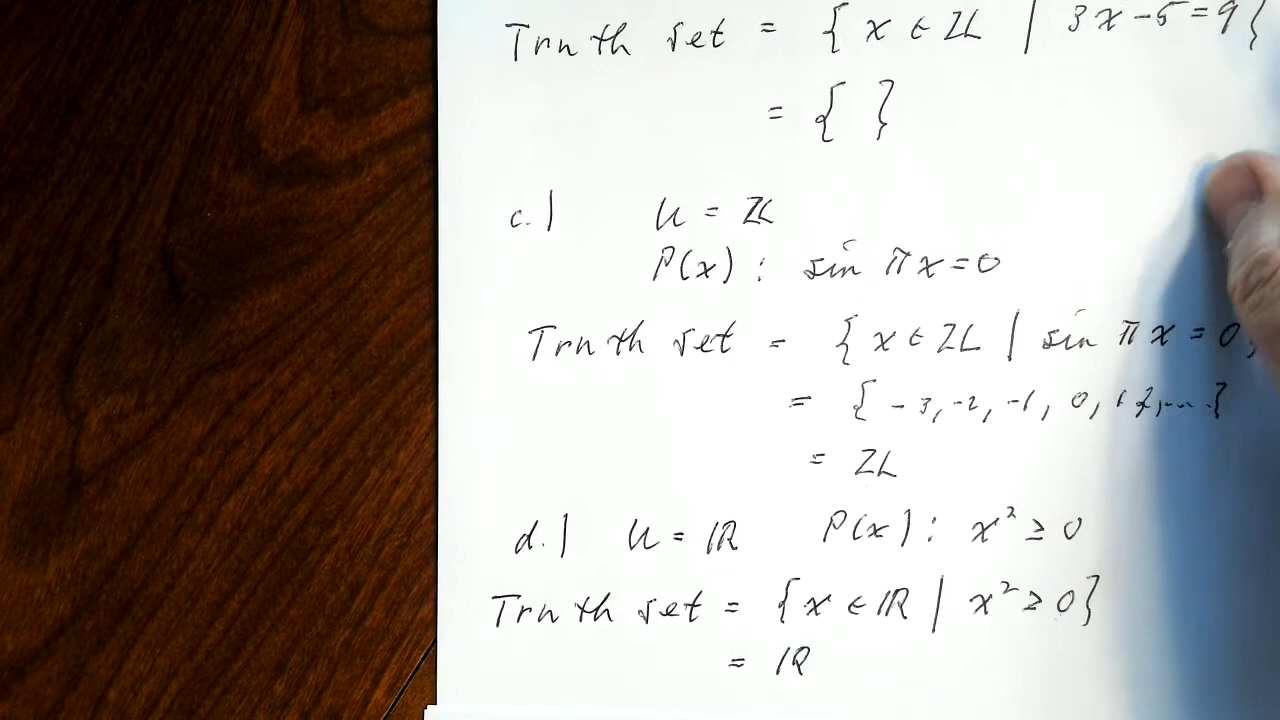 Truth set = { x ∈ ℤ | 3x - 5 = 9 }
= { }
c.) U = ℤ
P(x) : sin πx = 0
Truth set = { x ∈ ℤ | sin πx = 0 }
= { -3, -2, -1, 0, 1 2, ... }
= ℤ
d.) U = ℝ P(x) : x² ≥ 0
Truth set = { x ∈ ℝ | x² ≥ 0 }
= ℝ